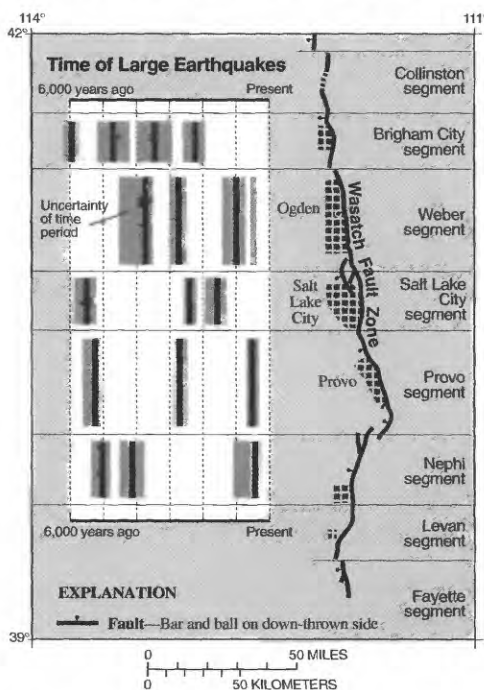 114°
111°
42°
Time of Large Earthquakes
6,000 years ago Present
Uncertainty
of time
period
Collinston
segment
Brigham City
segment
Ogden
Weber
segment
Wasatch Fault Zone
Salt
Lake
City
Salt Lake
City
segment
Provo
Provo
segment
Nephi
segment
6,000 years ago Present
Levan
segment
EXPLANATION
Fault—Bar and ball on down-thrown side
Fayette
segment
39°
0 50 MILES
0 50 KILOMETERS